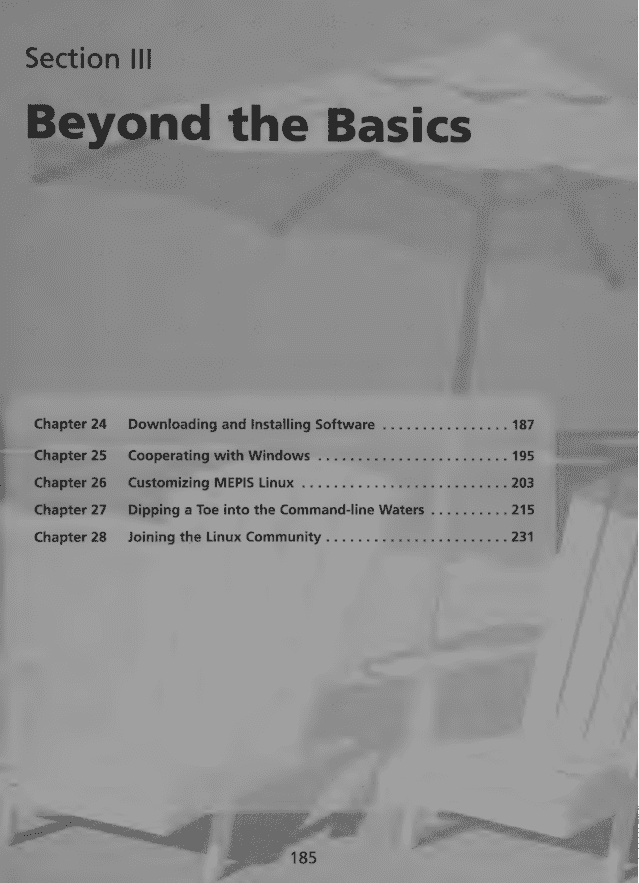 Section III
Beyond the Basics
Chapter 24 Downloading and Installing Software ................ 187
Chapter 25 Cooperating with Windows ........................ 195
Chapter 26 Customizing MEPIS Linux .......................... 203
Chapter 27 Dipping a Toe into the Command-line Waters .......... 215
Chapter 28 Joining the Linux Community ....................... 231
185